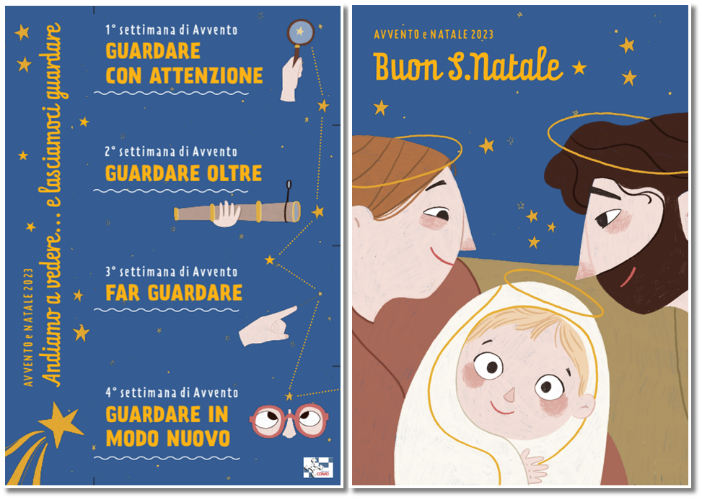 AVVENTO e NATALE 2023
Andiamo a vedere... e lasciamoci guardare
1° settimana di Avvento
GUARDARE
CON ATTENZIONE
2° settimana di Avvento
GUARDARE OLTRE
3° settimana di Avvento
FAR GUARDARE
4° settimana di Avvento
GUARDARE IN
MODO NUOVO
COMO
AVVENTO e NATALE 2023
Buon S.Natale